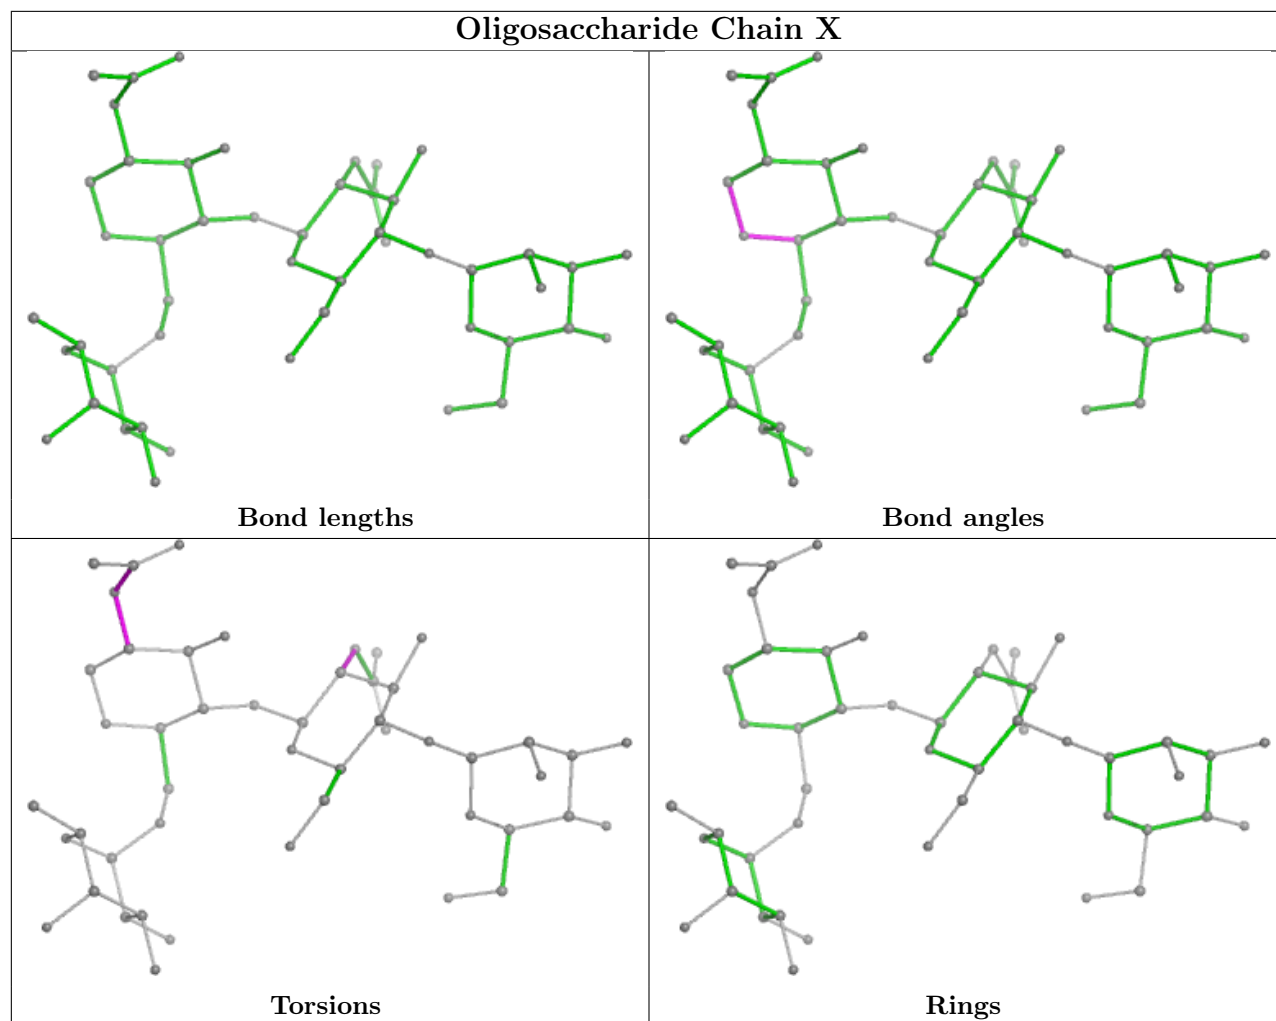 Oligosaccharide Chain X
Bond lengths
Bond angles
Torsions
Rings